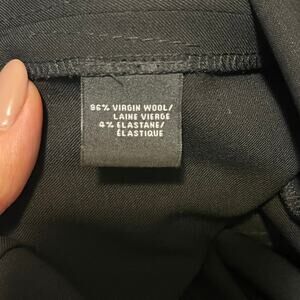 96% VIRGIN WOOL/
LAINE VIERGE
4% ELASTANE/
ÉLASTIQUE